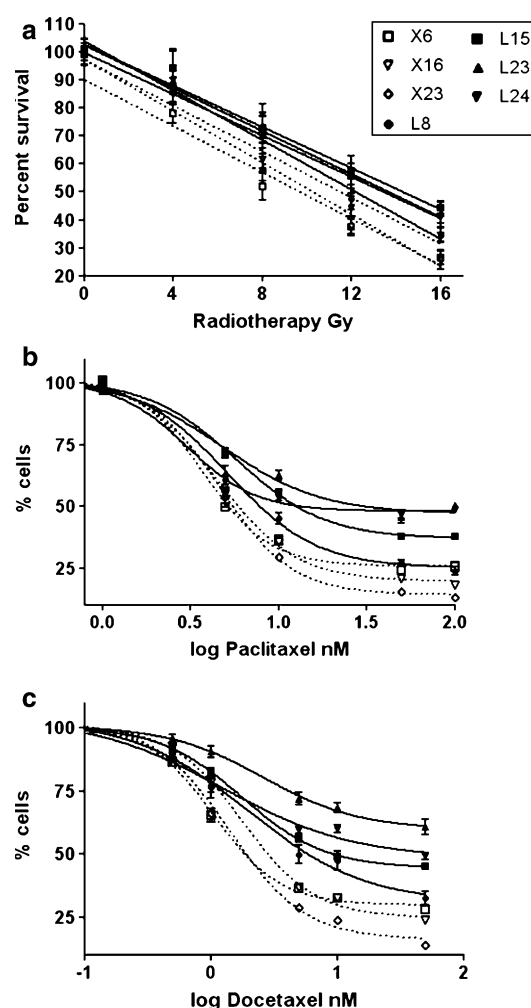 a
110
100
90
80
70
60
50
40
30
20
Percent survival
0 4 8 12 16
Radiotherapy Gy
X6
X16
X23
L8
L15
L23
L24
b
100
75
50
25
% cells
0.0 0.5 1.0 1.5 2.0
log Paclitaxel nM
c
100
75
50
25
% cells
-1 0 1 2
log Docetaxel nM